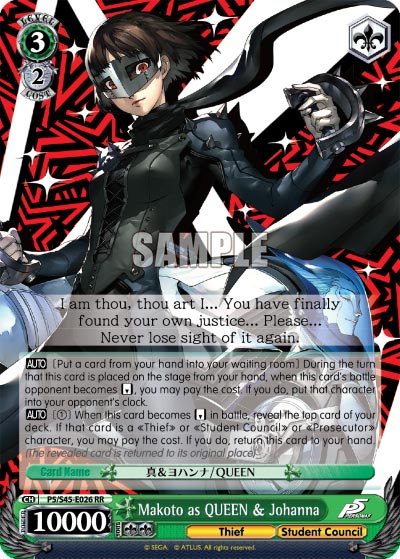 LEVEL
3
2
COST
SAMPLE
I am thou, thou art I... You have finally
found your own justice... Please...
Never lose sight of it again.
AUTO [Put a card from your hand into your waiting room] During the turn
that this card is placed on the stage from your hand, when this card's battle
opponent becomes [ ], you may pay the cost. If you do, put that character
into your opponent's clock.
AUTO [①] When this card becomes [ ] in battle, reveal the top card of your
deck. If that card is a «Thief» or «Student Council» or «Prosecutor»
character, you may pay the cost. If you do, return this card to your hand.
(The revealed card is returned to its original place)
Card Name 真&ヨハンナ/QUEEN
CH P5/S45-E026 RR
Makoto as QUEEN & Johanna
P5 PERSONA5
POWER 10000 SOUL
Thief Student Council
© SEGA. © ATLUS. All rights reserved.